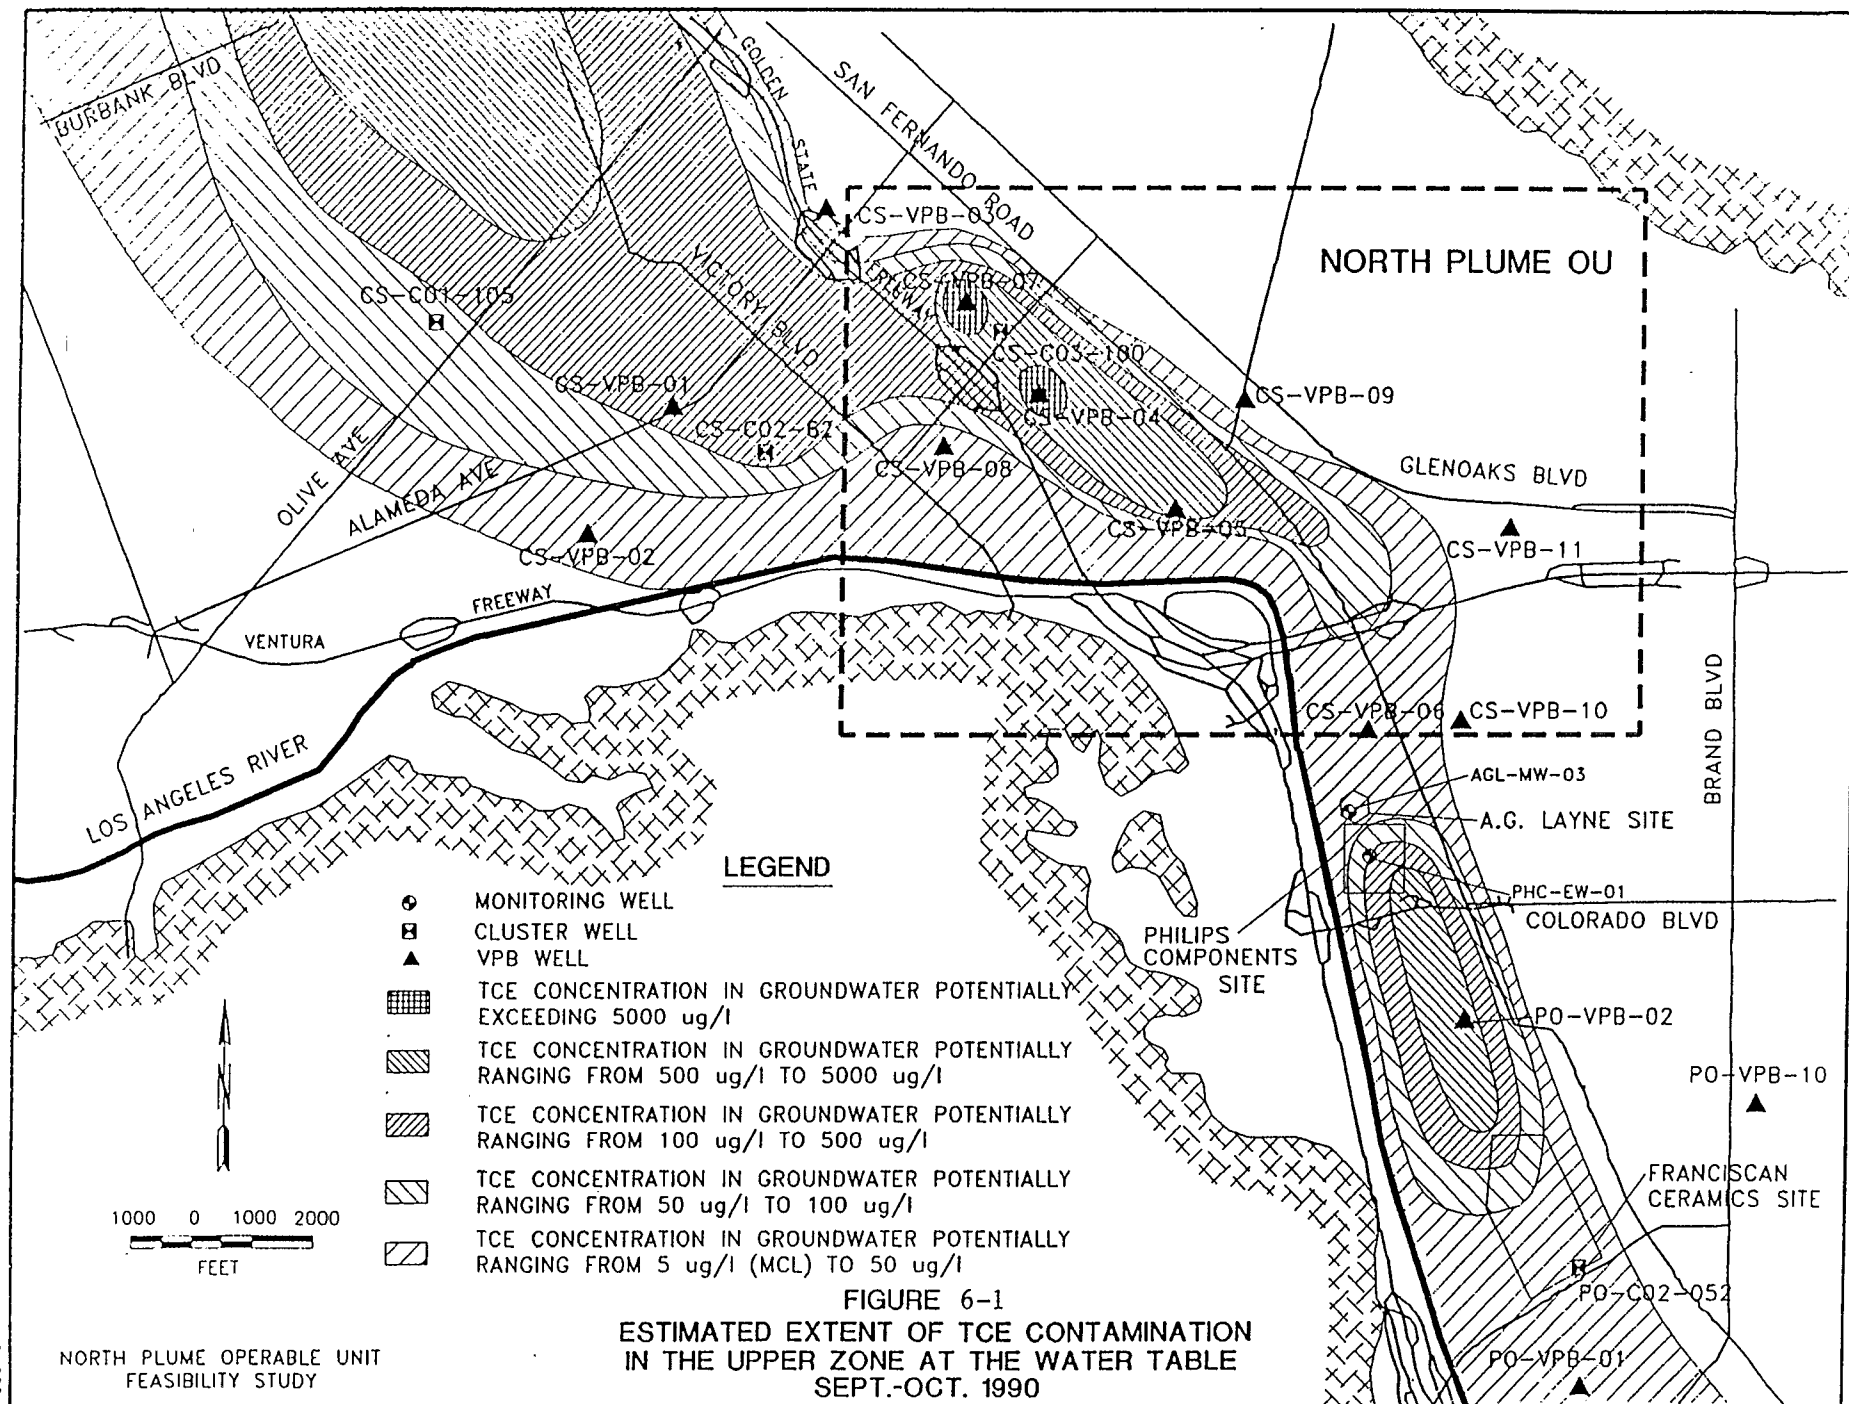 BURBANK BLVD
GOLDEN
STATE
FREEWAY
SAN FERNANDO ROAD
CS-VPB-03
NORTH PLUME OU
VICTORY BLVD
CS-VPB-07
CS-C01-105
CS-C03-100
CS-VPB-01
CS-VPB-04
CS-VPB-09
CS-C02-62
CS-VPB-08
OLIVE AVE
ALAMEDA AVE
GLENOAKS BLVD
CS-VPB-05
CS-VPB-11
CS-VPB-02
VENTURA
FREEWAY
LOS ANGELES RIVER
CS-VPB-06
CS-VPB-10
BRAND BLVD
AGL-MW-03
A.G. LAYNE SITE
PHC-EW-01
COLORADO BLVD
PHILIPS
COMPONENTS
SITE
PO-VPB-02
PO-VPB-10
FRANCISCAN
CERAMICS SITE
PO-C02-052
PO-VPB-01
LEGEND
MONITORING WELL
CLUSTER WELL
VPB WELL
TCE CONCENTRATION IN GROUNDWATER POTENTIALLY
EXCEEDING 5000 ug/l
TCE CONCENTRATION IN GROUNDWATER POTENTIALLY
RANGING FROM 500 ug/l TO 5000 ug/l
TCE CONCENTRATION IN GROUNDWATER POTENTIALLY
RANGING FROM 100 ug/l TO 500 ug/l
TCE CONCENTRATION IN GROUNDWATER POTENTIALLY
RANGING FROM 50 ug/l TO 100 ug/l
TCE CONCENTRATION IN GROUNDWATER POTENTIALLY
RANGING FROM 5 ug/l (MCL) TO 50 ug/l
N
1000 0 1000 2000
FEET
NORTH PLUME OPERABLE UNIT
FEASIBILITY STUDY
FIGURE 6-1
ESTIMATED EXTENT OF TCE CONTAMINATION
IN THE UPPER ZONE AT THE WATER TABLE
SEPT.-OCT. 1990